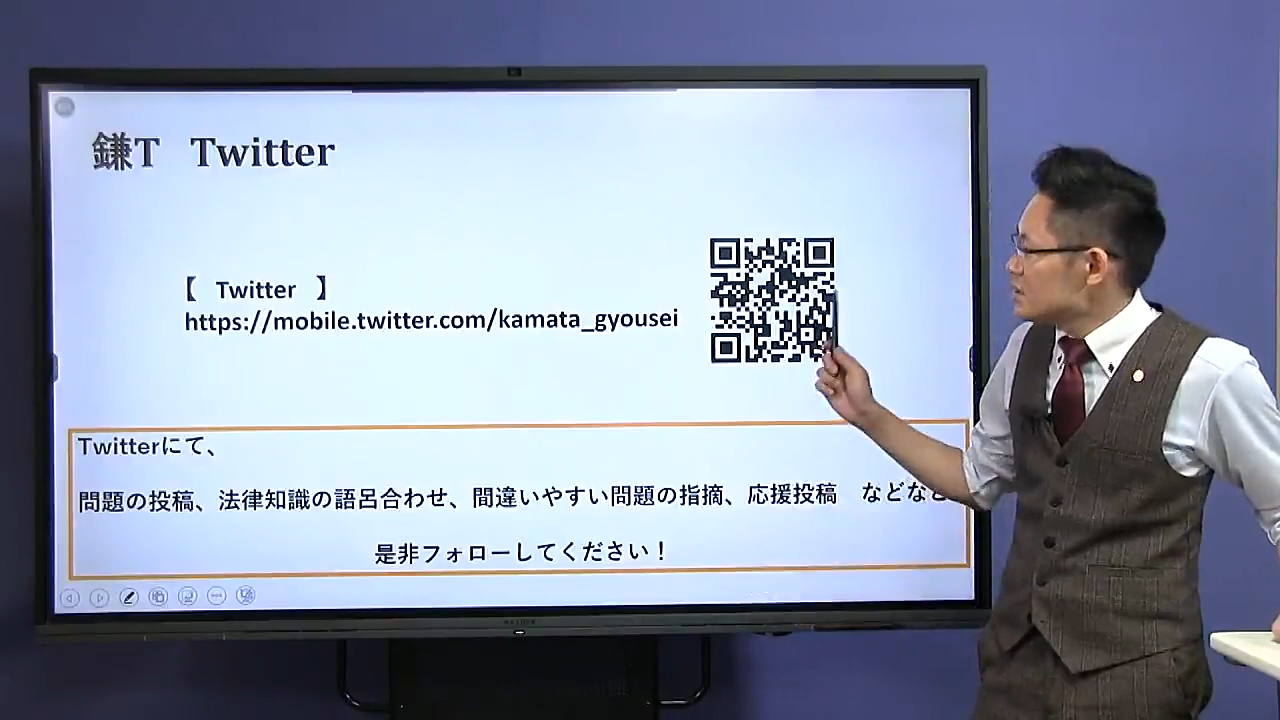 鎌T Twitter
【 Twitter 】
https://mobile.twitter.com/kamata_gyousei
Twitterにて、
問題の投稿、法律知識の語呂合わせ、間違いやすい問題の指摘、応援投稿 などなど
是非フォローしてください！